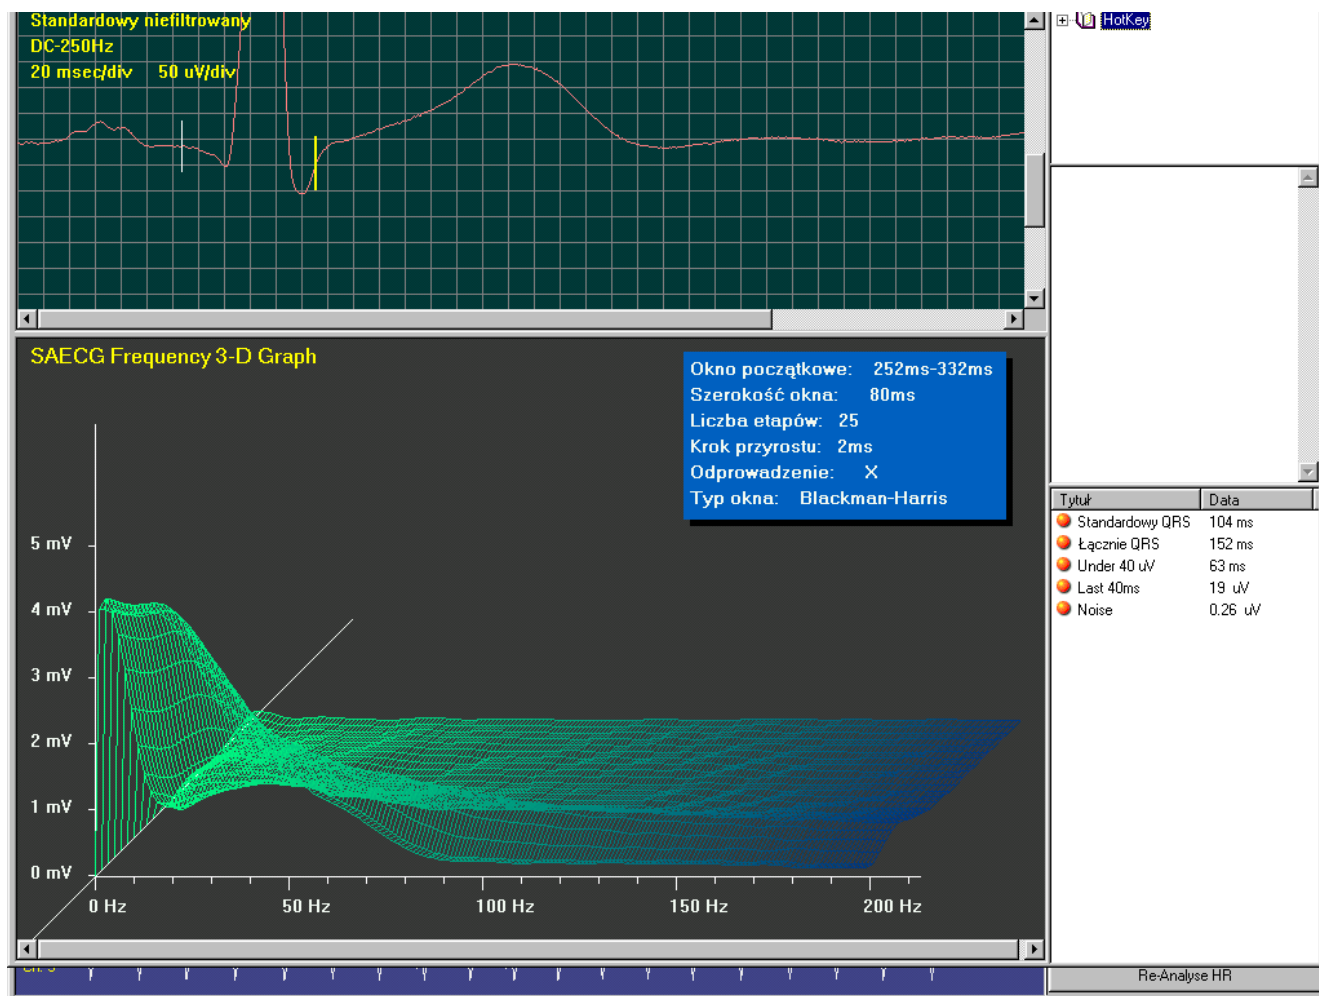 Standardowy niefiltrowany
DC-250Hz
20 msec/div 50 uV/div
HotKey
SAECG Frequency 3-D Graph
Okno początkowe: 252ms-332ms
Szerokość okna: 80ms
Liczba etapów: 25
Krok przyrostu: 2ms
Odprowadzenie: X
Typ okna: Blackman-Harris
5 mV
4 mV
3 mV
2 mV
1 mV
0 mV
0 Hz 50 Hz 100 Hz 150 Hz 200 Hz
Tytuł Data
Standardowy QRS 104 ms
Łącznie QRS 152 ms
Under 40 uV 63 ms
Last 40ms 19 uV
Noise 0.26 uV
Re-Analyse HR